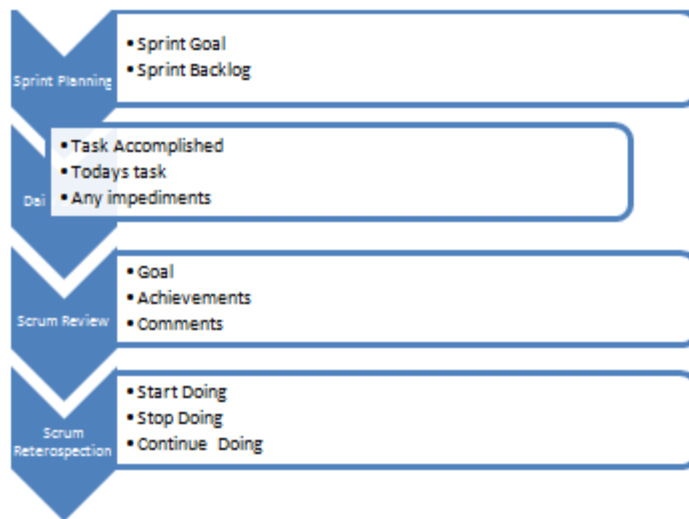 Sprint Planning
• Sprint Goal
• Sprint Backlog
Dai
• Task Accomplished
• Todays task
• Any impediments
Scrum Review
• Goal
• Achievements
• Comments
Scrum
Reterospection
• Start Doing
• Stop Doing
• Continue  Doing